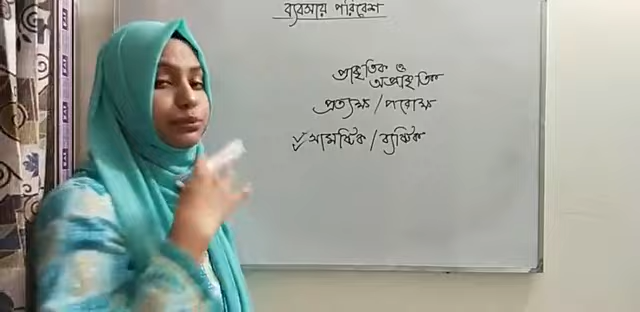 ব্যবসায় পরিবেশ
প্রাকৃতিক ও
অপ্রাকৃতিক
প্রত্যক্ষ / পরোক্ষ
✓ সামষ্টিক / ব্যষ্টিক